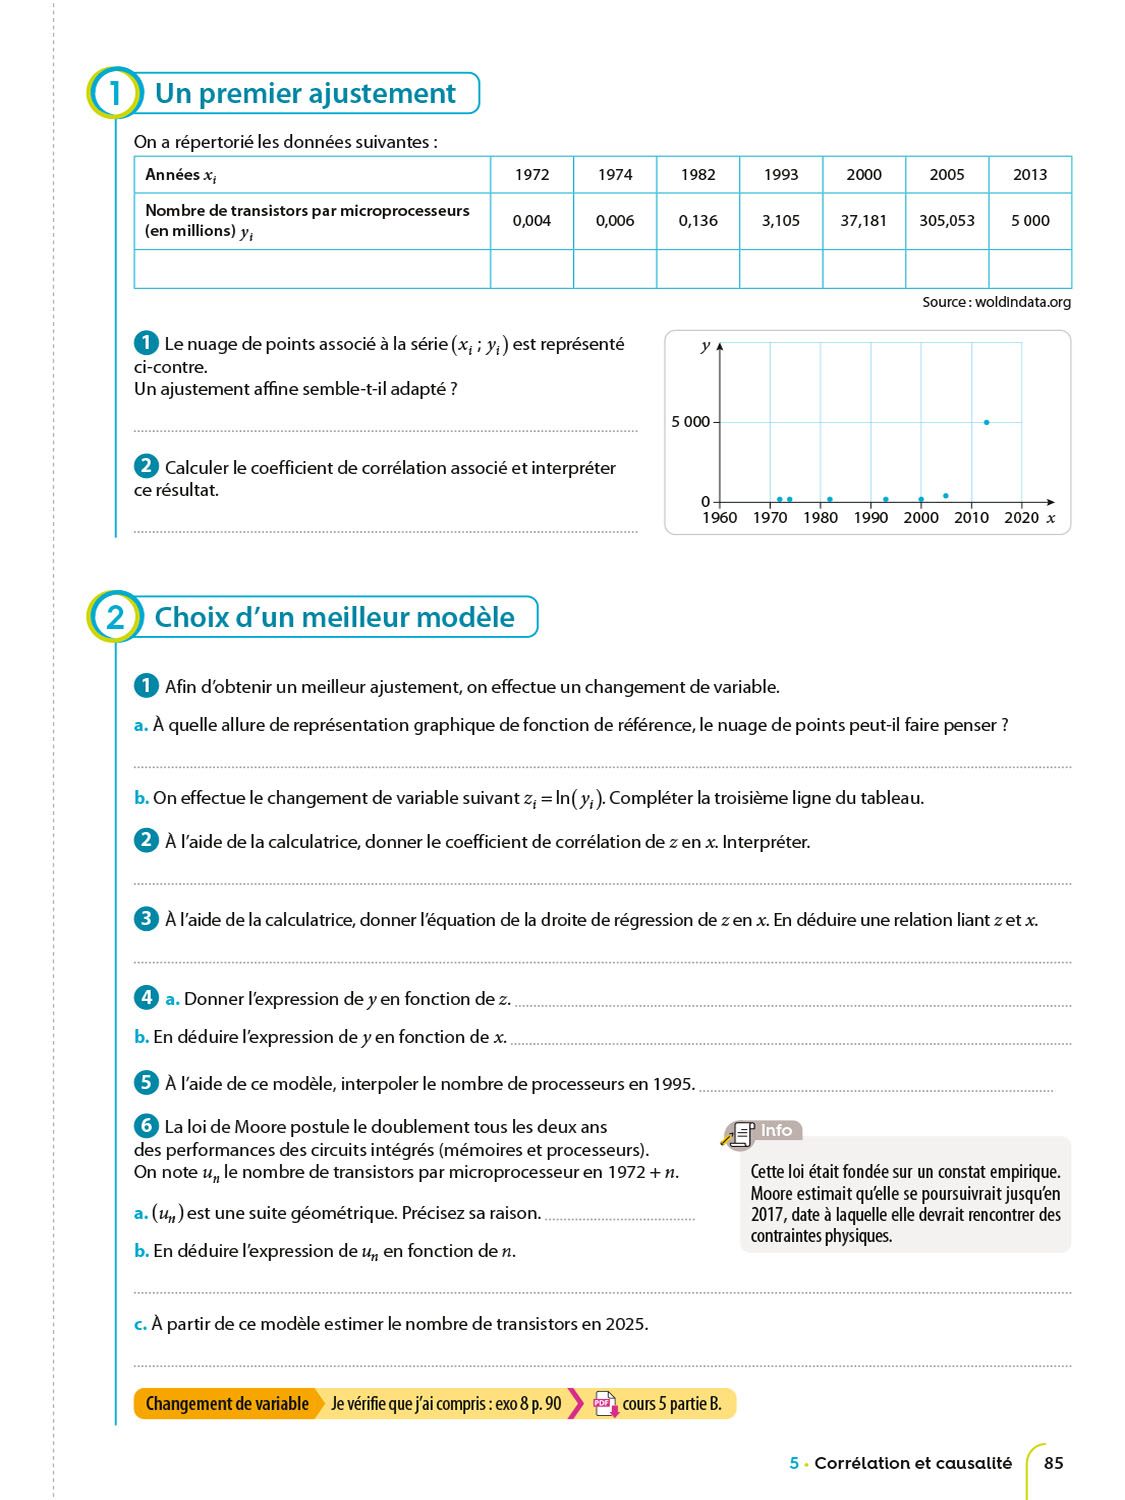 1 Un premier ajustement
On a répertorié les données suivantes :
Années xᵢ 1972 1974 1982 1993 2000 2005 2013
Nombre de transistors par microprocesseurs
(en millions) yᵢ 0,004 0,006 0,136 3,105 37,181 305,053 5 000
Source : woldindata.org
1 Le nuage de points associé à la série (xᵢ ; yᵢ) est représenté
ci-contre.
Un ajustement affine semble-t-il adapté ?
2 Calculer le coefficient de corrélation associé et interpréter
ce résultat.
y
5 000
0
1960 1970 1980 1990 2000 2010 2020 x
2 Choix d’un meilleur modèle
1 Afin d’obtenir un meilleur ajustement, on effectue un changement de variable.
a. À quelle allure de représentation graphique de fonction de référence, le nuage de points peut-il faire penser ?
b. On effectue le changement de variable suivant zᵢ = ln(yᵢ). Compléter la troisième ligne du tableau.
2 À l’aide de la calculatrice, donner le coefficient de corrélation de z en x. Interpréter.
3 À l’aide de la calculatrice, donner l’équation de la droite de régression de z en x. En déduire une relation liant z et x.
4 a. Donner l’expression de y en fonction de z.
b. En déduire l’expression de y en fonction de x.
5 À l’aide de ce modèle, interpoler le nombre de processeurs en 1995.
6 La loi de Moore postule le doublement tous les deux ans
des performances des circuits intégrés (mémoires et processeurs).
On note uₙ le nombre de transistors par microprocesseur en 1972 + n.
a. (uₙ) est une suite géométrique. Précisez sa raison.
b. En déduire l’expression de uₙ en fonction de n.
c. À partir de ce modèle estimer le nombre de transistors en 2025.
Info
Cette loi était fondée sur un constat empirique.
Moore estimait qu’elle se poursuivrait jusqu’en
2017, date à laquelle elle devrait rencontrer des
contraintes physiques.
Changement de variable Je vérifie que j’ai compris : exo 8 p. 90 PDF cours 5 partie B.
5 • Corrélation et causalité 85